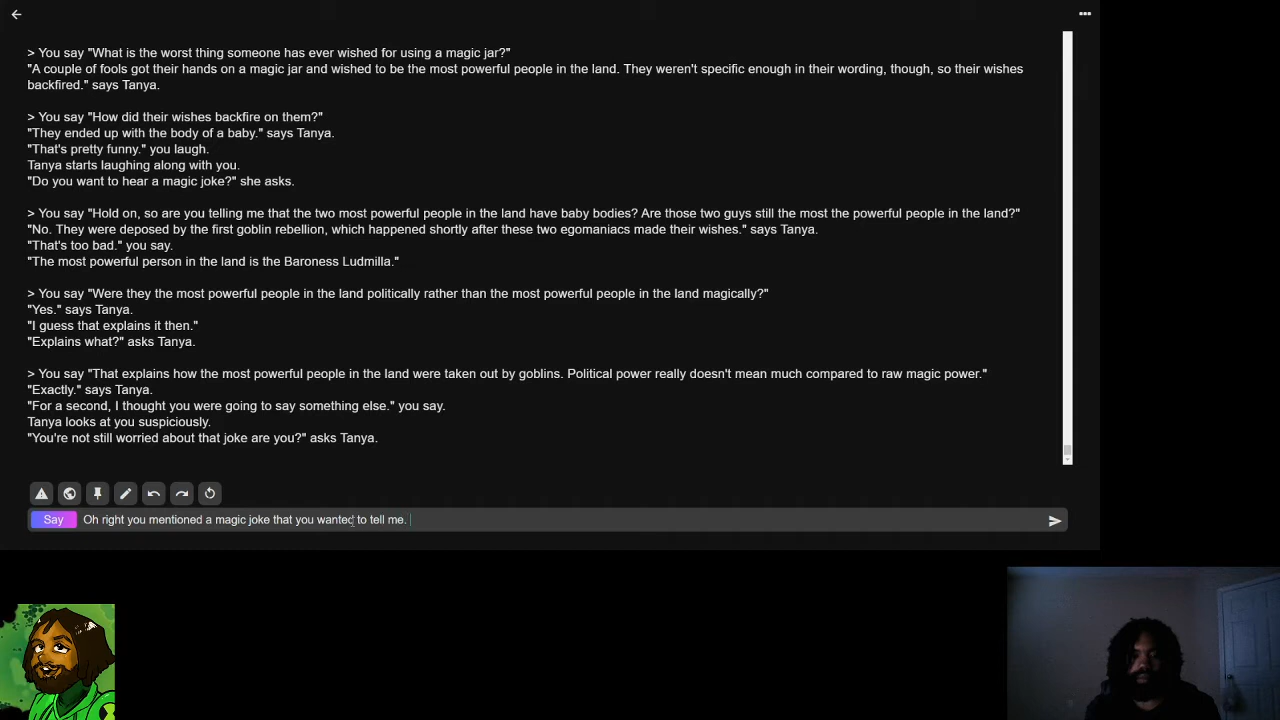 > You say "What is the worst thing someone has ever wished for using a magic jar?"
"A couple of fools got their hands on a magic jar and wished to be the most powerful people in the land. They weren't specific enough in their wording, though, so their wishes
backfired." says Tanya.
> You say "How did their wishes backfire on them?"
"They ended up with the body of a baby." says Tanya.
"That's pretty funny." you laugh.
Tanya starts laughing along with you.
"Do you want to hear a magic joke?" she asks.
> You say "Hold on, so are you telling me that the two most powerful people in the land have baby bodies? Are those two guys still the most the powerful people in the land?"
"No. They were deposed by the first goblin rebellion, which happened shortly after these two egomaniacs made their wishes." says Tanya.
"That's too bad." you say.
"The most powerful person in the land is the Baroness Ludmilla."
> You say "Were they the most powerful people in the land politically rather than the most powerful people in the land magically?"
"Yes." says Tanya.
"I guess that explains it then."
"Explains what?" asks Tanya.
> You say "That explains how the most powerful people in the land were taken out by goblins. Political power really doesn't mean much compared to raw magic power."
"Exactly." says Tanya.
"For a second, I thought you were going to say something else." you say.
Tanya looks at you suspiciously.
"You're not still worried about that joke are you?" asks Tanya.
Say Oh right you mentioned a magic joke that you wanted to tell me.